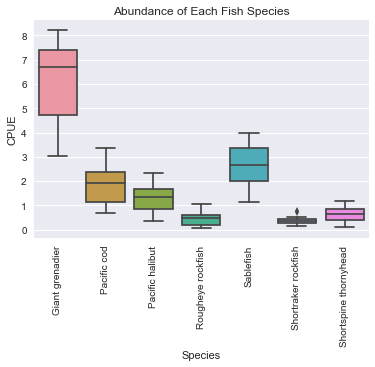 Abundance of Each Fish Species
8
7
6
5
4
3
2
1
0
CPUE
Giant grenadier
Pacific cod
Pacific halibut
Rougheye rockfish
Sablefish
Shortraker rockfish
Shortspine thornyhead
Species